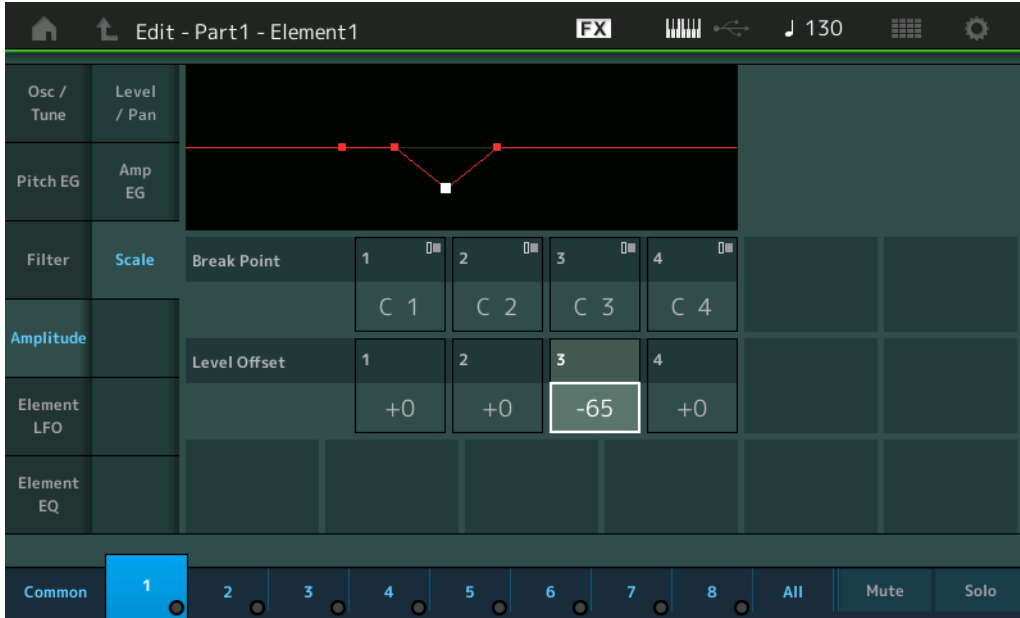 Edit - Part1 - Element1
FX
♩ 130
Osc /
Tune
Level
/ Pan
Pitch EG
Amp
EG
Filter
Scale
Break Point
1
2
3
4
C 1
C 2
C 3
C 4
Amplitude
Level Offset
1
2
3
4
+0
+0
-65
+0
Element
LFO
Element
EQ
Common
1
2
3
4
5
6
7
8
All
Mute
Solo